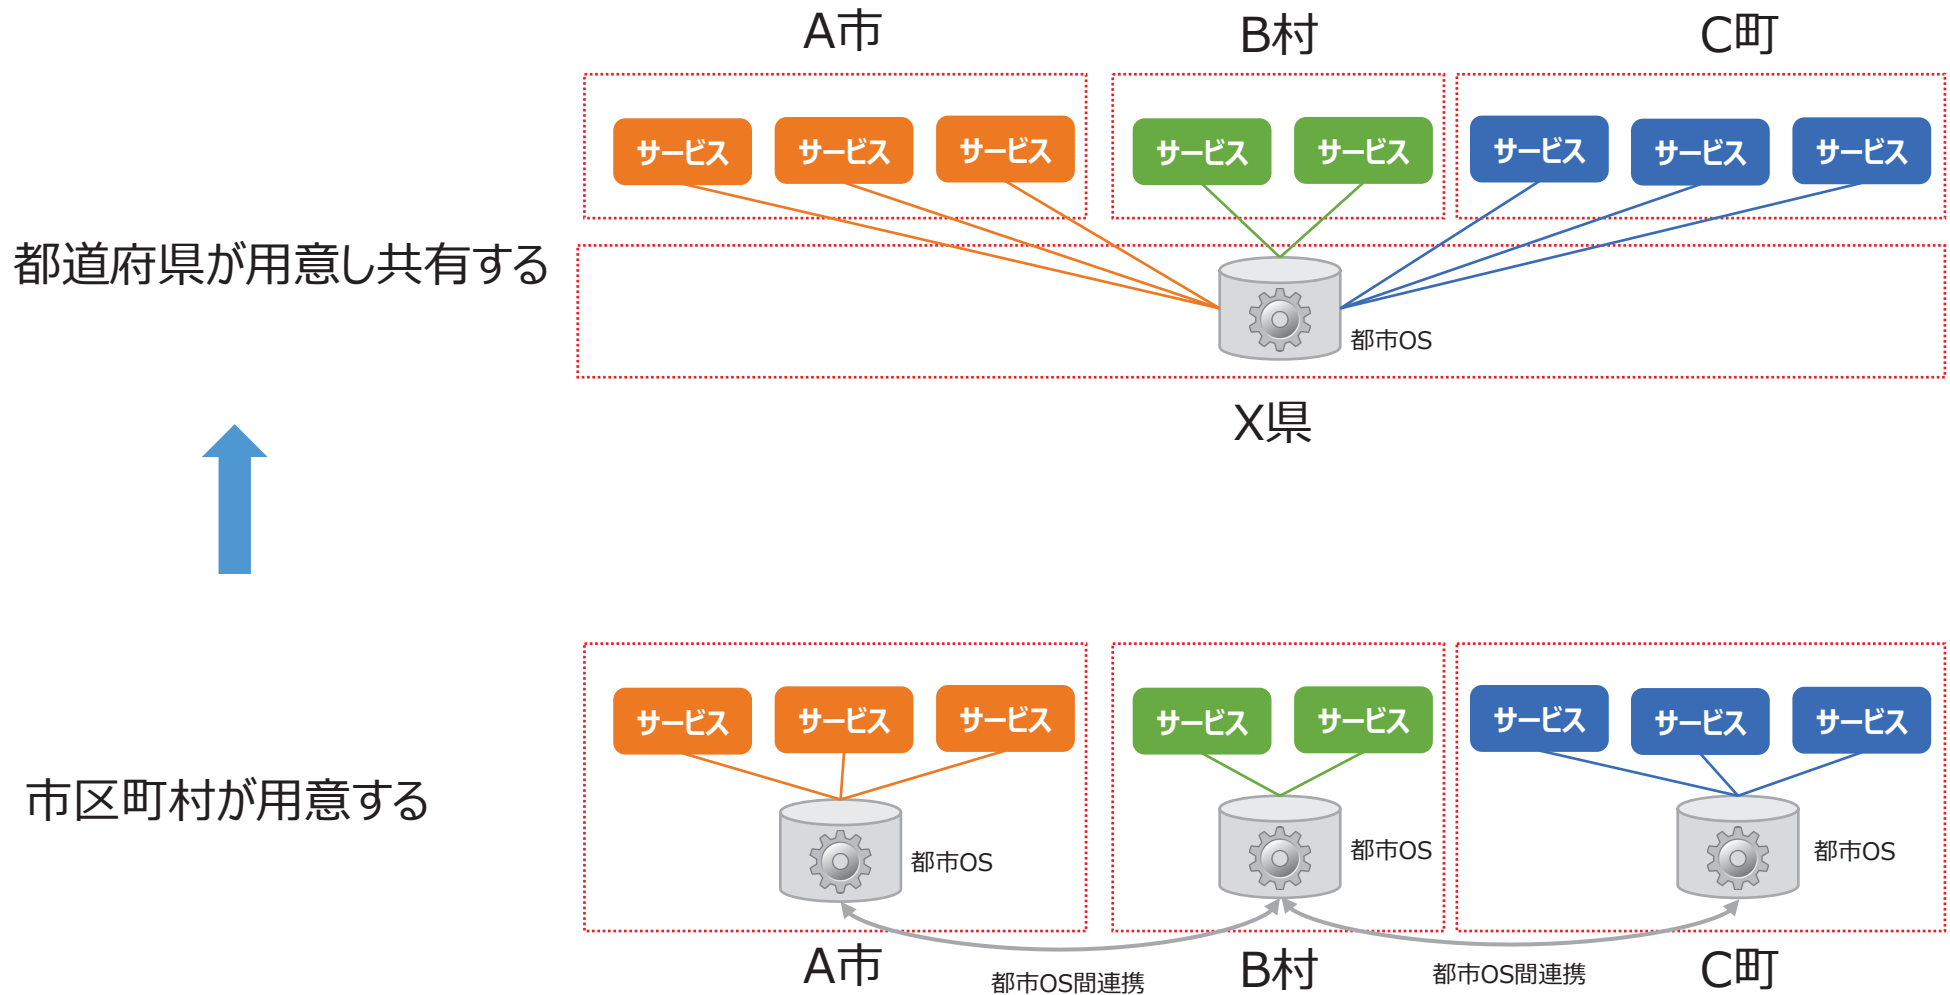 A市
B村
C町
サービス
サービス
サービス
サービス
サービス
サービス
サービス
サービス
都道府県が用意し共有する
都市OS
X県
サービス
サービス
サービス
サービス
サービス
サービス
サービス
サービス
市区町村が用意する
都市OS
都市OS
都市OS
A市
都市OS間連携
B村
都市OS間連携
C町